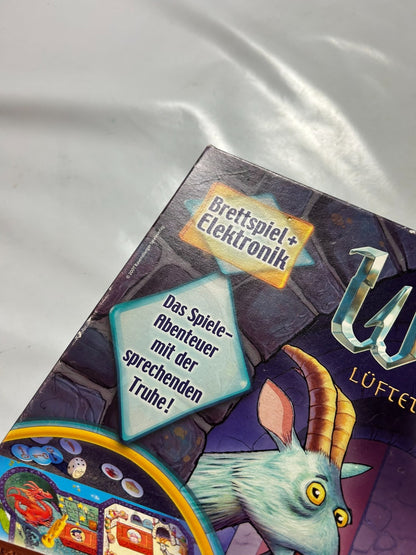 Brettspiel +
Elektronik
Das Spiele-
Abenteuer
mit der
sprechenden
Truhe!
W
LÜFTET